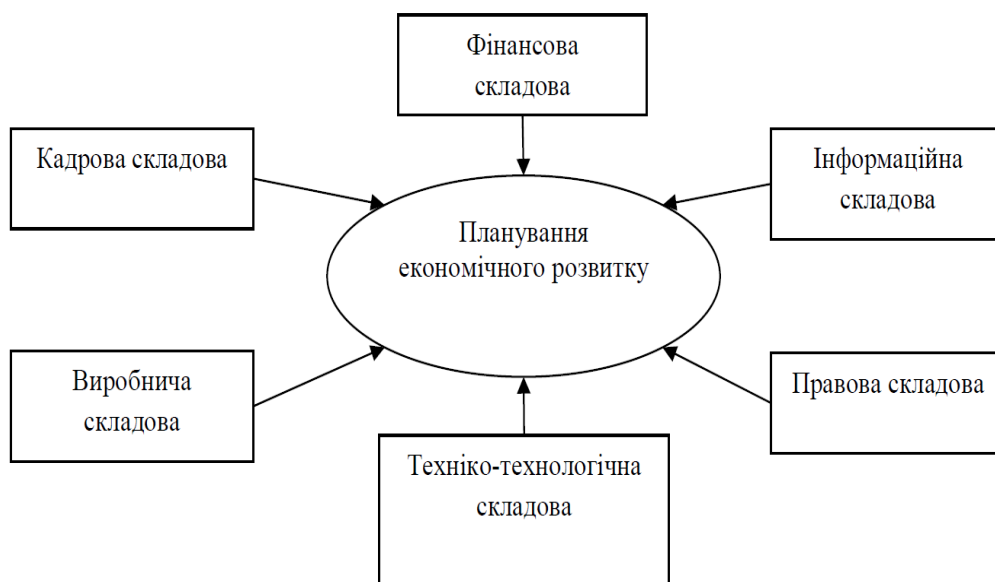 Фінансова
складова
Кадрова складова
Інформаційна
складова
Планування
економічного розвитку
Виробнича
складова
Правова складова
Техніко-технологічна
складова